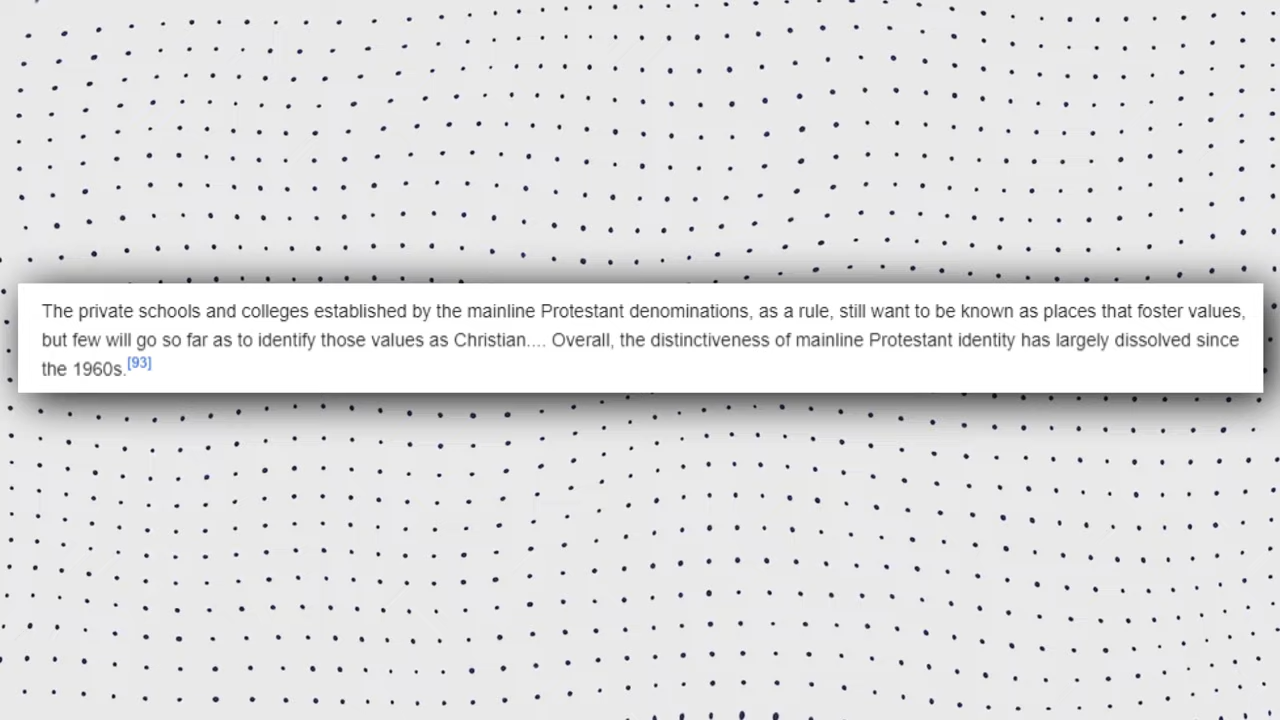 The private schools and colleges established by the mainline Protestant denominations, as a rule, still want to be known as places that foster values,
but few will go so far as to identify those values as Christian.... Overall, the distinctiveness of mainline Protestant identity has largely dissolved since
the 1960s.[93]